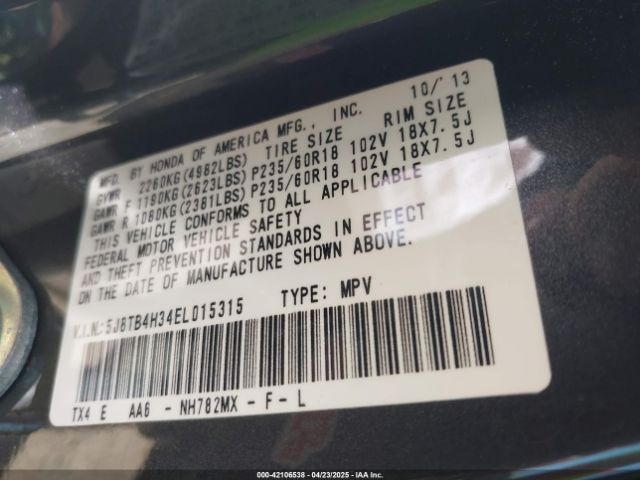 10/'13
MFD. BY HONDA OF AMERICA MFG., INC.
GVWR 2260KG(4982LBS) TIRE SIZE RIM SIZE
GAWR F 1190KG(2623LBS) P235/60R18 102V 18X7.5J
GAWR R 1080KG(2381LBS) P235/60R18 102V 18X7.5J
THIS VEHICLE CONFORMS TO ALL APPLICABLE
FEDERAL MOTOR VEHICLE SAFETY
AND THEFT PREVENTION STANDARDS IN EFFECT
ON THE DATE OF MANUFACTURE SHOWN ABOVE.
V.I.N.:5J8TB4H34EL015315 TYPE: MPV
TX4 E AA6 - NH782MX - F - L
000-42106538 | 04/23/2025 | IAA Inc.